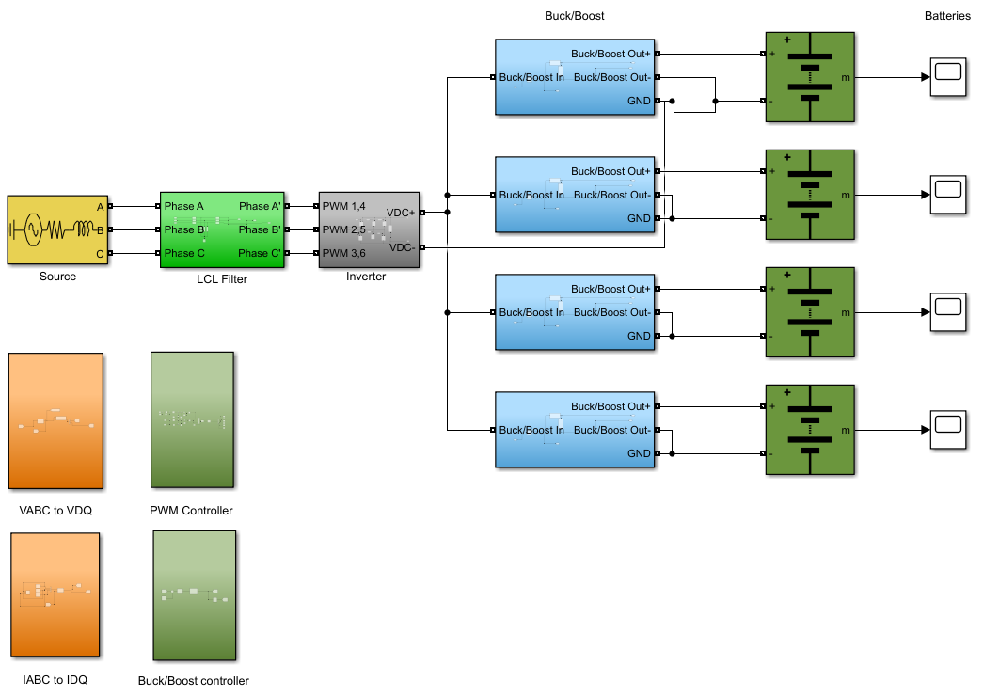 Buck/Boost
Batteries
Buck/Boost In
Buck/Boost Out+
Buck/Boost Out-
GND
+
+
-
m
Buck/Boost In
Buck/Boost Out+
Buck/Boost Out-
GND
+
+
-
m
A
B
C
Source
Phase A
Phase B
Phase C
Phase A'
Phase B'
Phase C'
LCL Filter
PWM 1,4
PWM 2,5
PWM 3,6
VDC+
VDC-
Inverter
Buck/Boost In
Buck/Boost Out+
Buck/Boost Out-
GND
+
+
-
m
Buck/Boost In
Buck/Boost Out+
Buck/Boost Out-
GND
+
+
-
m
VABC to VDQ
PWM Controller
IABC to IDQ
Buck/Boost controller